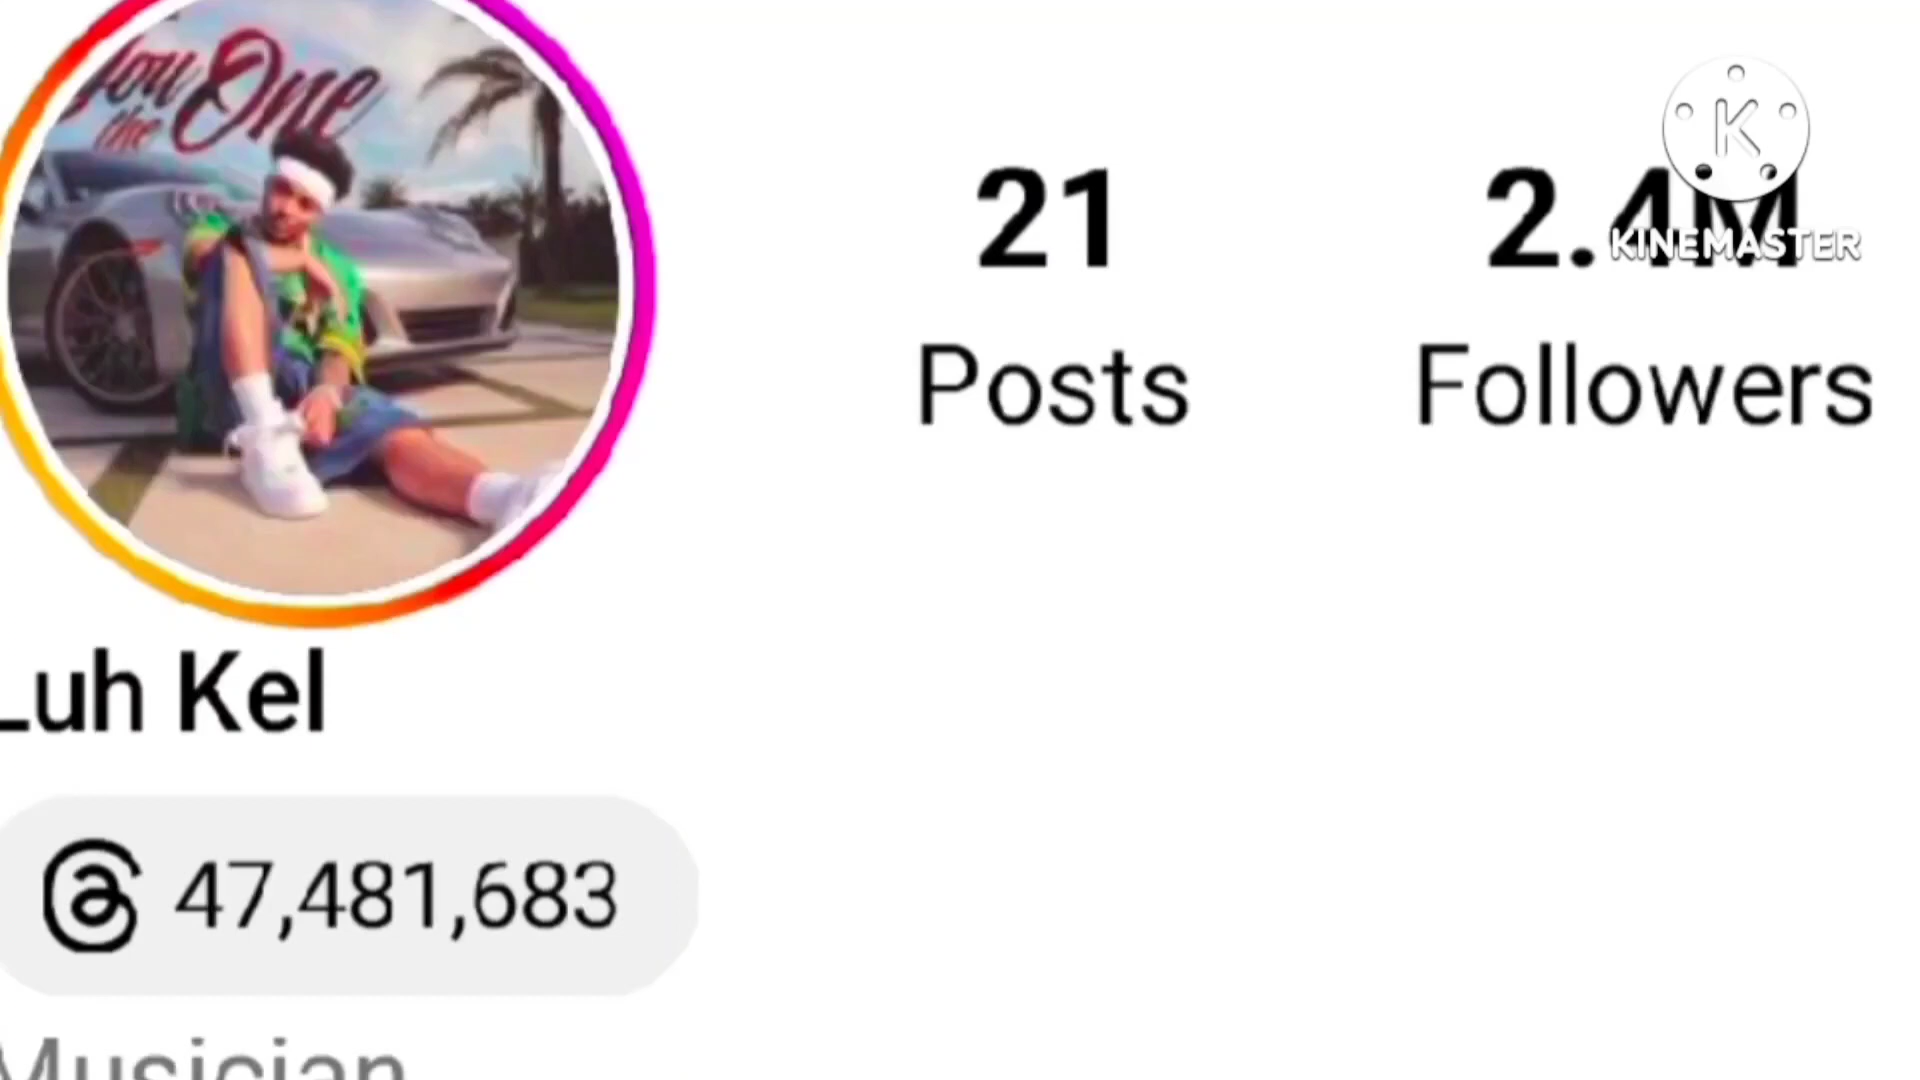 You One
the
21
2.4M
KINEMASTER
Posts
Followers
Luh Kel
47,481,683
Musician